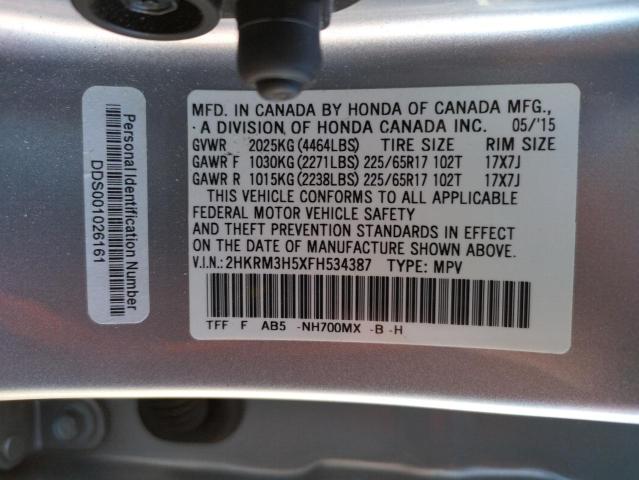 Personal Identification Number
DDS001026161
MFD. IN CANADA BY HONDA OF CANADA MFG.,
A DIVISION OF HONDA CANADA INC. 05/'15
GVWR 2025KG(4464LBS) TIRE SIZE RIM SIZE
GAWR F 1030KG(2271LBS) 225/65R17 102T 17X7J
GAWR R 1015KG(2238LBS) 225/65R17 102T 17X7J
THIS VEHICLE CONFORMS TO ALL APPLICABLE
FEDERAL MOTOR VEHICLE SAFETY
AND THEFT PREVENTION STANDARDS IN EFFECT
ON THE DATE OF MANUFACTURE SHOWN ABOVE.
V.I.N.: 2HKRM3H5XFH534387 TYPE: MPV
TFF F AB5 -NH700MX -B -H